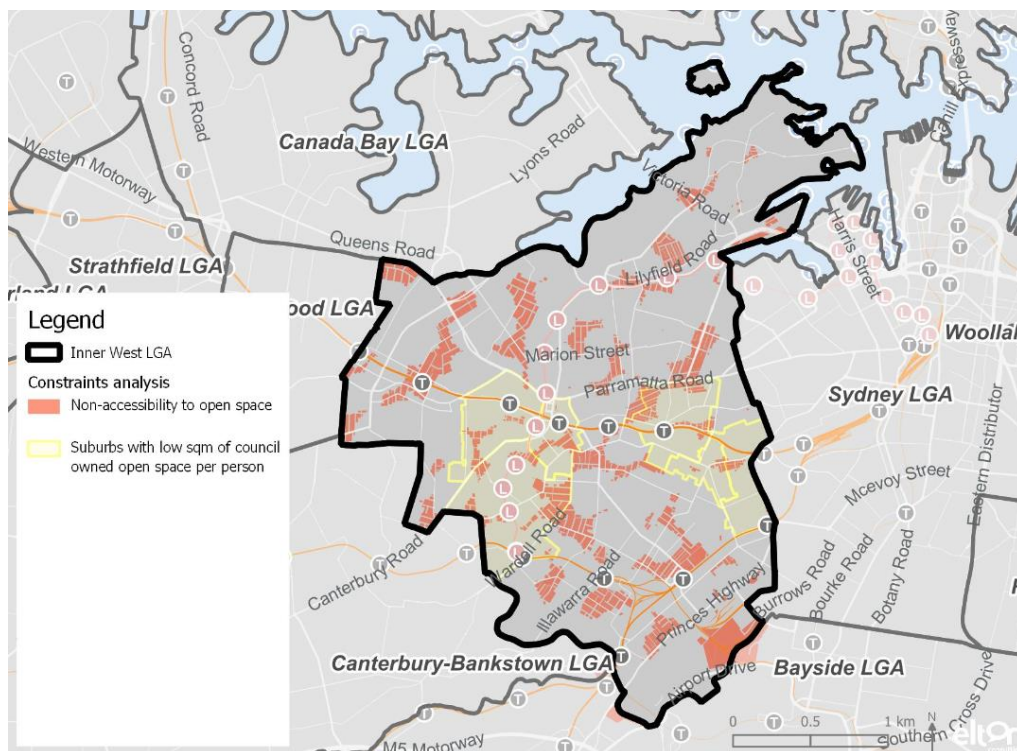 Concord Road
Cahill Expressway
Canada Bay LGA
Lyons Road
Western Motorway
Victoria Road
Queens Road
Harris Street
Strathfield LGA
Lilyfield Road
ood LGA
Woolla
Legend
Inner West LGA
Marion Street
Constraints analysis
Parramatta Road
Sydney LGA
Non-accessibility to open space
Suburbs with low sqm of council
owned open space per person
Eastern Distributor
McEvoy Street
Wardell Road
Canterbury Road
Illawarra Road
Princes Highway
Burrows Road
Bourke Road
Botany Road
Canterbury-Bankstown LGA
Bayside LGA
Airport Drive
0 0.5 1 km
N
M5 Motorway
outhern Cross Drive
elton